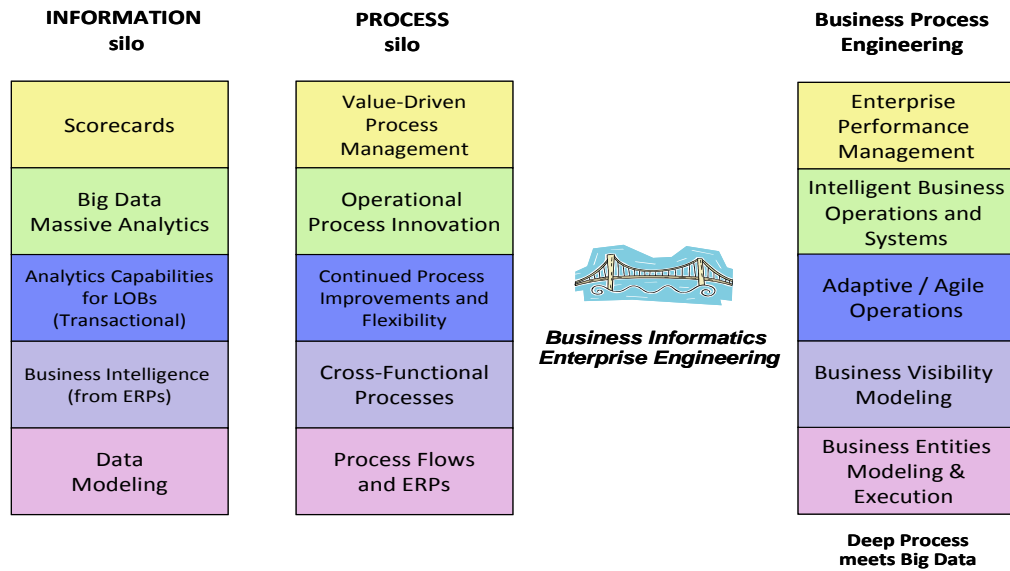 INFORMATION
silo
Scorecards
Big Data
Massive Analytics
Analytics Capabilities
for LOBs
(Transactional)
Business Intelligence
(from ERPs)
Data
Modeling
PROCESS
silo
Value-Driven
Process
Management
Operational
Process Innovation
Continued Process
Improvements and
Flexibility
Cross-Functional
Processes
Process Flows
and ERPs
Business Informatics
Enterprise Engineering
Business Process
Engineering
Enterprise
Performance
Management
Intelligent Business
Operations and
Systems
Adaptive / Agile
Operations
Business Visibility
Modeling
Business Entities
Modeling &
Execution
Deep Process
meets Big Data